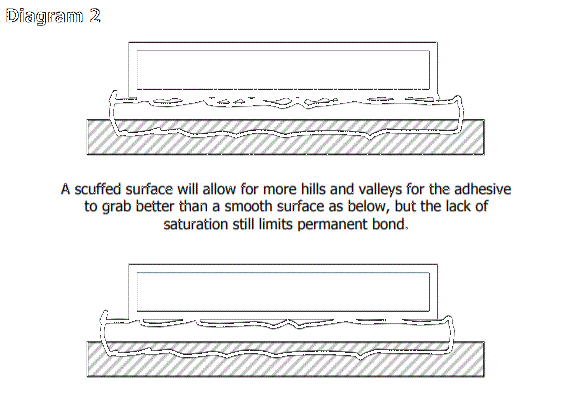 Diagram 2
A scuffed surface will allow for more hills and valleys for the adhesive
to grab better than a smooth surface as below, but the lack of
saturation still limits permanent bond.